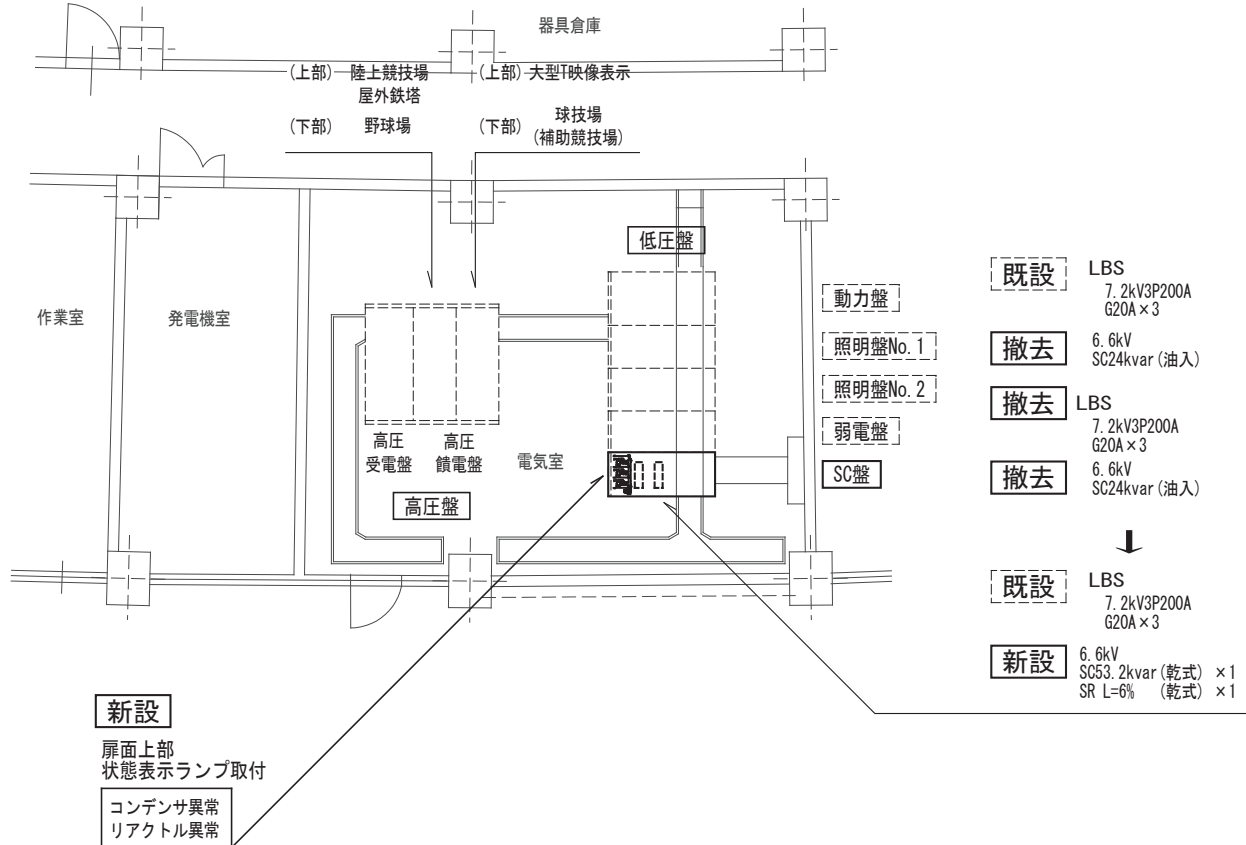 器具倉庫
(上部) 陸上競技場
屋外鉄塔
(下部) 野球場
(上部) 大型T映像表示
(下部) 球技場
(補助競技場)
低圧盤
作業室
発電機室
動力盤
照明盤No.1
照明盤No.2
弱電盤
SC盤
高圧
受電盤
高圧
饋電盤
電気室
高圧盤
既設 LBS
7.2kV3P200A
G20A×3
撤去 6.6kV
SC24kvar(油入)
撤去 LBS
7.2kV3P200A
G20A×3
撤去 6.6kV
SC24kvar(油入)
既設 LBS
7.2kV3P200A
G20A×3
新設 6.6kV
SC53.2kvar(乾式) ×1
SR L=6% (乾式) ×1
新設
扉面上部
状態表示ランプ取付
コンデンサ異常
リアクトル異常